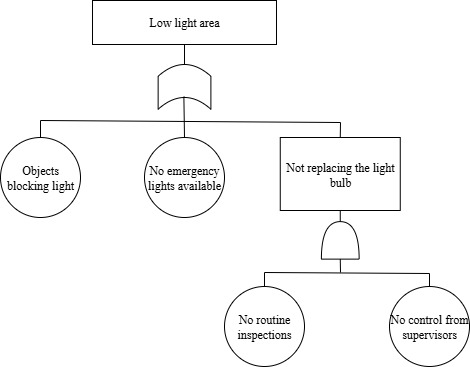 Low light area
Objects
blocking light
No emergency
lights available
Not replacing the light
bulb
No routine
inspections
No control from
supervisors